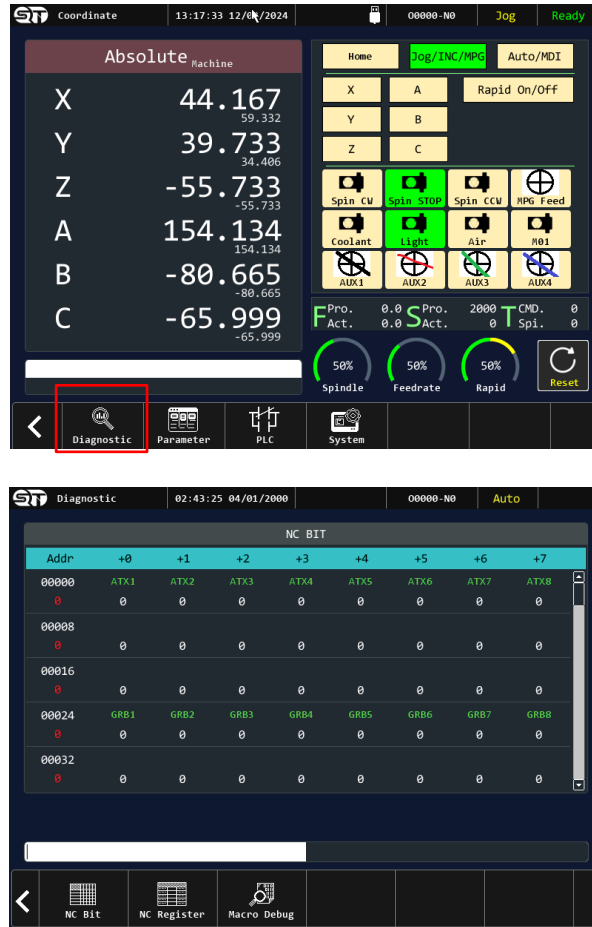 SNT Coordinate 13:17:33 12/0 /2024 O0000-N0 Jog Ready
Absolute Machine
X 44.167
59.332
Y 39.733
34.406
Z -55.733
-55.733
A 154.134
154.134
B -80.665
-80.665
C -65.999
-65.999
Home Jog/INC/MPG Auto/MDI
X A Rapid On/Off
Y B
Z C
Spin CW Spin STOP Spin CCW MPG Feed
Coolant Light Air M01
AUX1 AUX2 AUX3 AUX4
F Pro. 0.0 S Pro. 2000 T CMD. 0
Act. 0.0 Act. 0 Spi. 0
50% 50% 50%
Spindle Feedrate Rapid Reset
Diagnostic Parameter PLC System
SNT Diagnostic 02:43:25 04/01/2000 O0000-N0 Auto
NC BIT
Addr +0 +1 +2 +3 +4 +5 +6 +7
00000 ATX1 ATX2 ATX3 ATX4 ATX5 ATX6 ATX7 ATX8
0 0 0 0 0 0 0 0 0
00008
0 0 0 0 0 0 0 0 0
00016
0 0 0 0 0 0 0 0 0
00024 GRB1 GRB2 GRB3 GRB4 GRB5 GRB6 GRB7 GRB8
0 0 0 0 0 0 0 0 0
00032
0 0 0 0 0 0 0 0 0
NC Bit NC Register Macro Debug